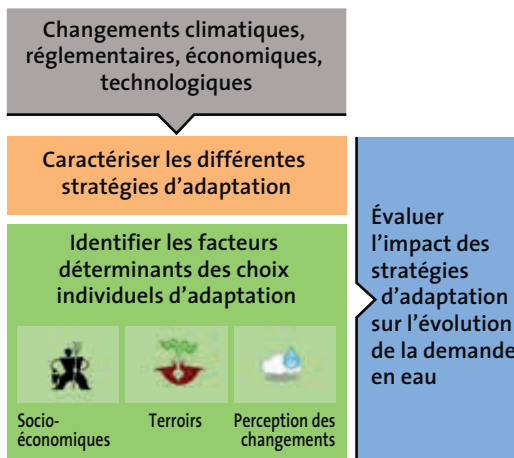 Changements climatiques,
réglementaires, économiques,
technologiques
Caractériser les différentes
stratégies d’adaptation
Identifier les facteurs
déterminants des choix
individuels d’adaptation
Socio-
économiques
Terroirs
Perception des
changements
Évaluer
l’impact des
stratégies
d’adaptation
sur l’évolution
de la demande
en eau